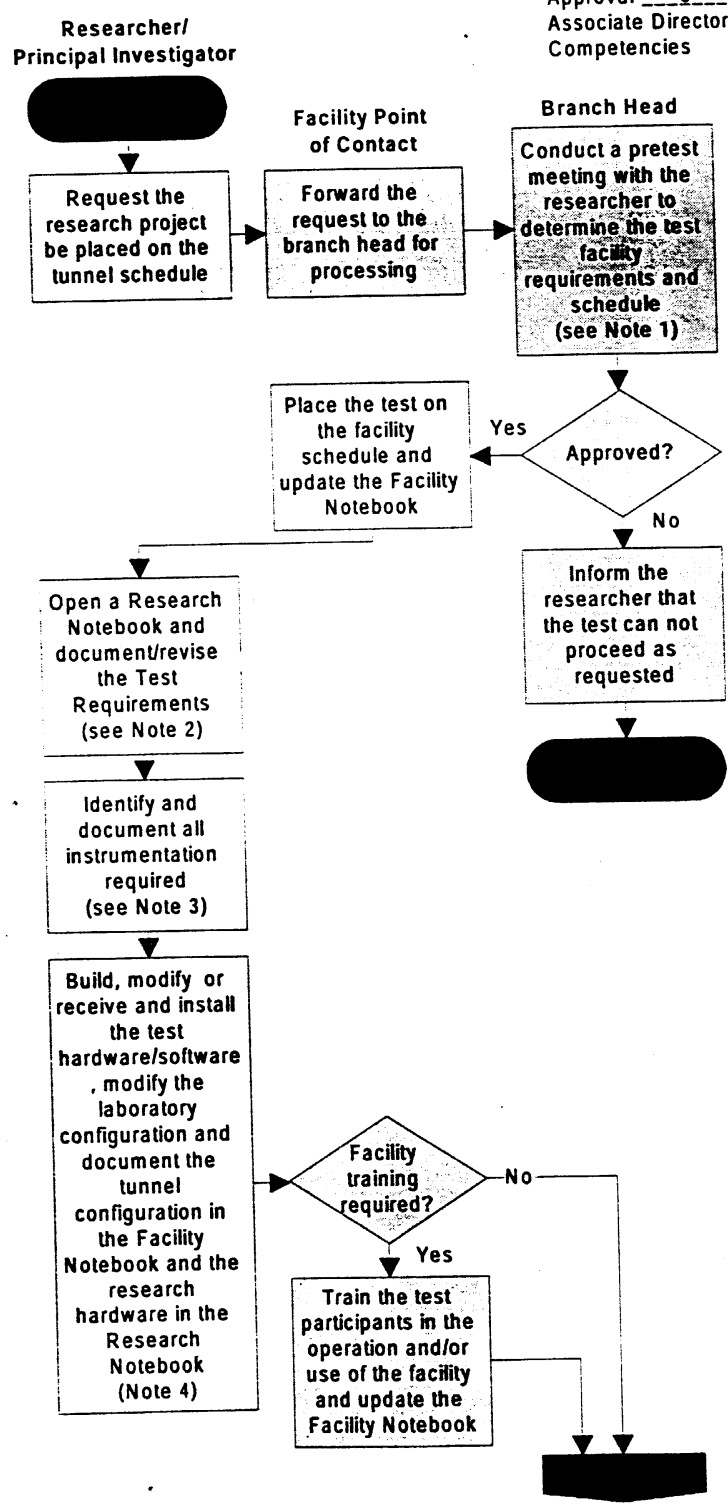 Approval
Associate Director
Competencies
Researcher/
Principal Investigator
Facility Point
of Contact
Branch Head
Request the
research project
be placed on the
tunnel schedule
Forward the
request to the
branch head for
processing
Conduct a pretest
meeting with the
researcher to
determine the test
facility
requirements and
schedule
(see Note 1)
Approved?
Yes
No
Place the test on
the facility
schedule and
update the Facility
Notebook
Inform the
researcher that
the test can not
proceed as
requested
Open a Research
Notebook and
document/revise
the Test
Requirements
(see Note 2)
Identify and
document all
instrumentation
required
(see Note 3)
Build, modify or
receive and install
the test
hardware/software
, modify the
laboratory
configuration and
document the
tunnel
configuration in
the Facility
Notebook and the
research
hardware in the
Research
Notebook
(Note 4)
Facility
training
required?
No
Yes
Train the test
participants in the
operation and/or
use of the facility
and update the
Facility Notebook